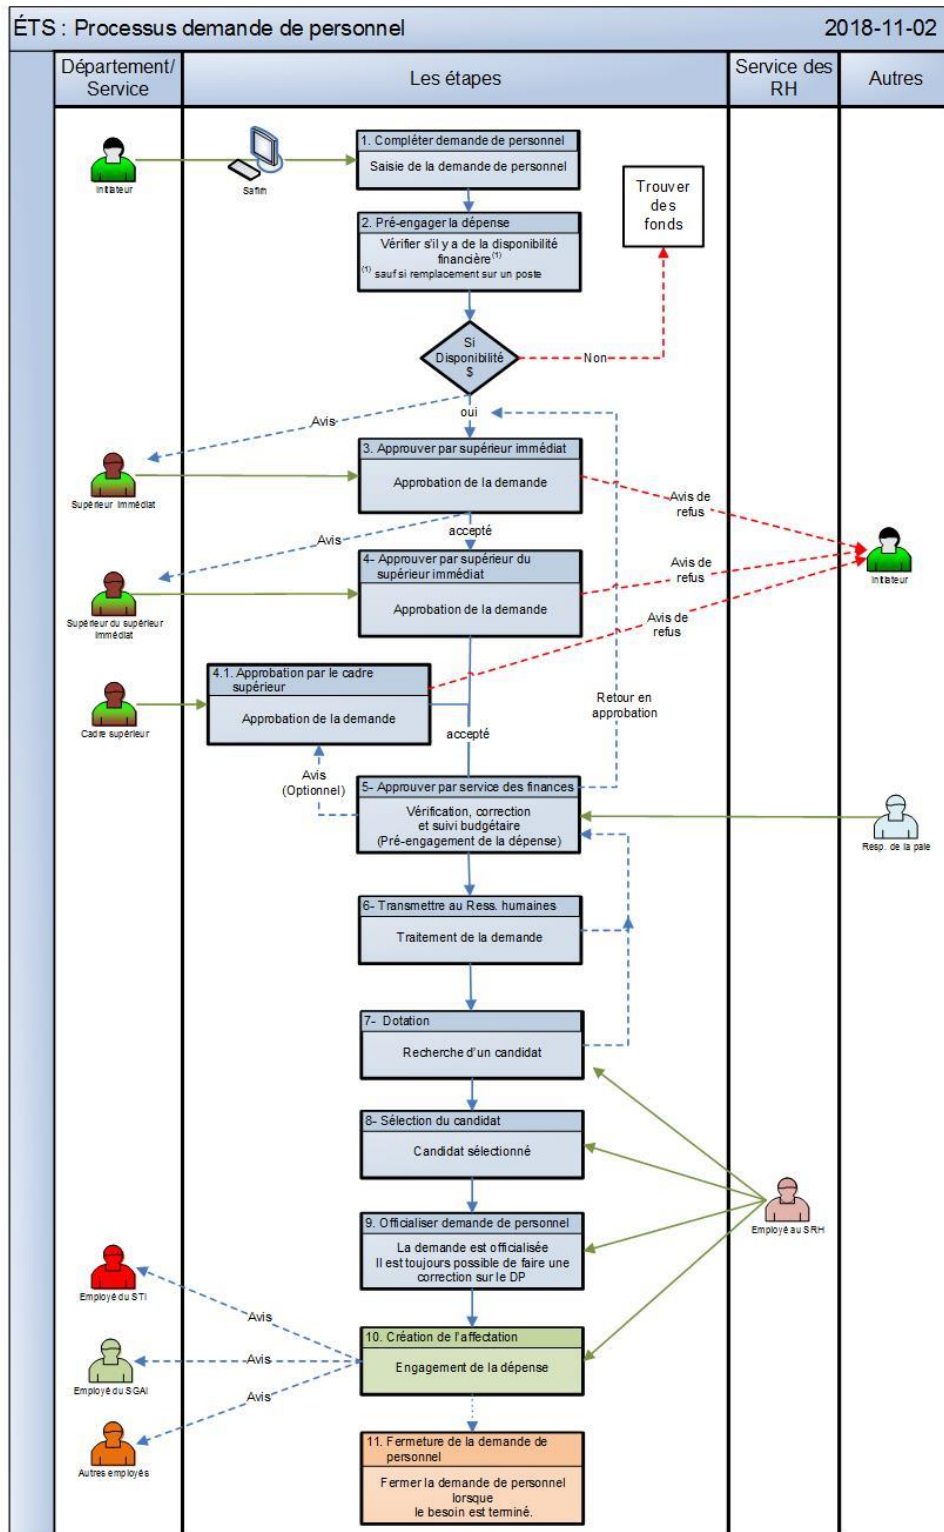 ÉTS : Processus demande de personnel
2018-11-02
Département/
Service
Les étapes
Service des
RH
Autres
Initiateur
Safim
1. Compléter demande de personnel
Saisie de la demande de personnel
Trouver
des
fonds
2. Pré-engager la dépense
Vérifier s'il y a de la disponibilité
financière(1)
(1) sauf si remplacement sur un poste
Si
Disponibilité
$
Non
oui
Avis
3. Approuver par supérieur immédiat
Approbation de la demande
Supérieur immédiat
Avis de
refus
accepté
Avis
4- Approuver par supérieur du
supérieur immédiat
Approbation de la demande
Supérieur du supérieur
immédiat
Avis de
refus
Initiateur
Avis de
refus
4.1. Approbation par le cadre
supérieur
Approbation de la demande
Cadre supérieur
Retour en
approbation
accepté
Avis
(Optionnel)
5- Approuver par service des finances
Vérification, correction
et suivi budgétaire
(Pré-engagement de la dépense)
Resp. de la paie
6- Transmettre au Ress. humaines
Traitement de la demande
7- Dotation
Recherche d'un candidat
8- Sélection du candidat
Candidat sélectionné
Employé au SRH
9. Officialiser demande de personnel
La demande est officialisée
Il est toujours possible de faire une
correction sur le DP
Employé du STI
Avis
10. Création de l'affectation
Engagement de la dépense
Avis
Employé du SGAI
Avis
Autres employés
11. Fermeture de la demande de
personnel
Fermer la demande de personnel
lorsque
le besoin est terminé.